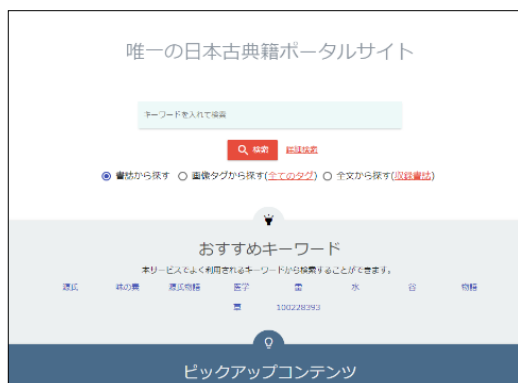 唯一の日本古典籍ポータルサイト
キーワードを入れて検索
検索 詳細検索
書誌から探す 画像タグから探す(全てのタグ) 全文から探す(収録書誌)
おすすめキーワード
本サービスでよく利用されるキーワードから検索することができます。
源氏 味の素 源氏物語 医学 雷 水 谷 物語
100228393
ピックアップコンテンツ